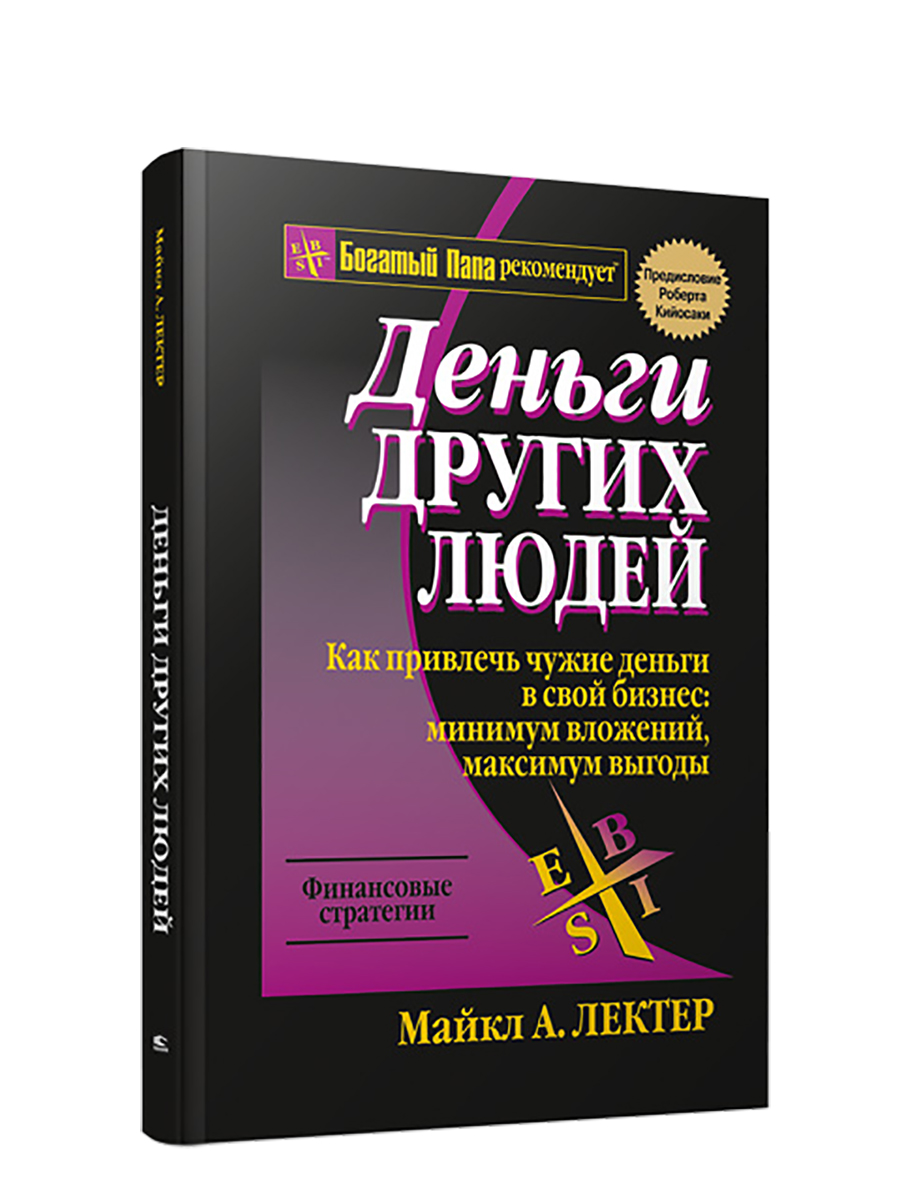 Майкл А. ЛЕКТЕР
ДЕНЬГИ ДРУГИХ ЛЮДЕЙ
E B
S I
Богатый Папа рекомендует™
Предисловие
Роберта
Кийосаки
Деньги
ДРУГИХ
ЛЮДЕЙ
Как привлечь чужие деньги
в свой бизнес:
минимум вложений,
максимум выгоды
E B
S I
Финансовые
стратегии
Майкл А. ЛЕКТЕР